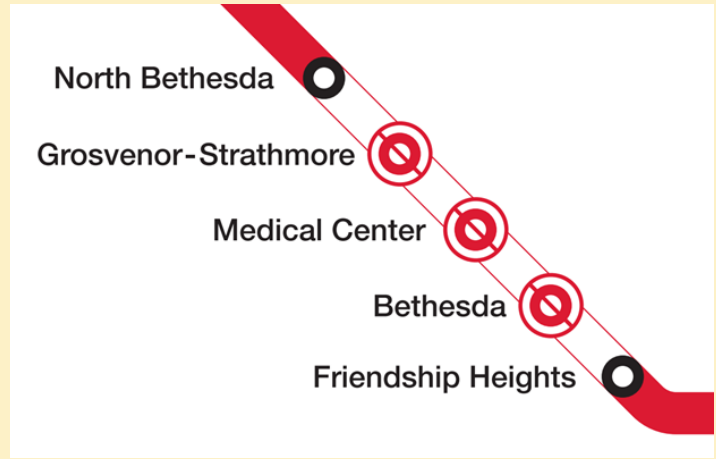 North Bethesda
Grosvenor-Strathmore
Medical Center
Bethesda
Friendship Heights